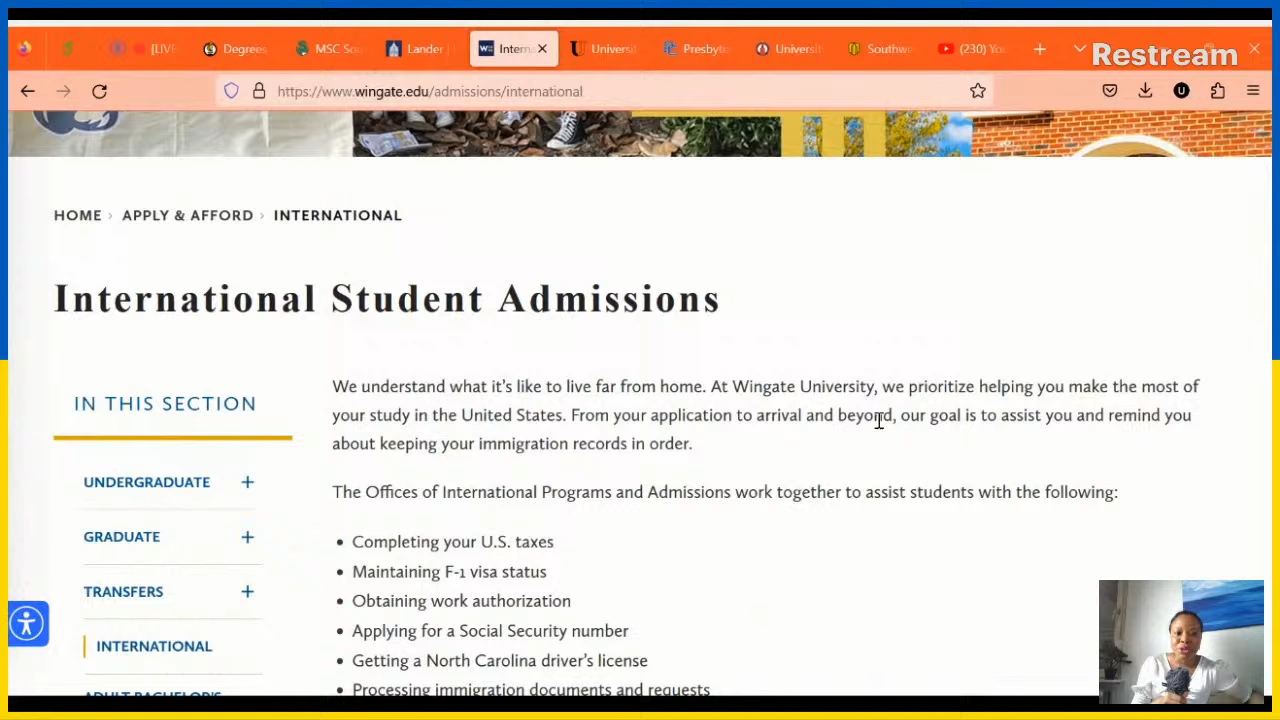 [LIVE
Degrees
MSC Sou
Lander
Interna
Universit
Presbyte
Universit
Southwe
(230) You
Restream
https://www.wingate.edu/admissions/international
HOME › APPLY & AFFORD › INTERNATIONAL
International Student Admissions
IN THIS SECTION
UNDERGRADUATE +
GRADUATE +
TRANSFERS +
INTERNATIONAL
ADULT BACHELOR'S
We understand what it's like to live far from home. At Wingate University, we prioritize helping you make the most of
your study in the United States. From your application to arrival and beyond, our goal is to assist you and remind you
about keeping your immigration records in order.
The Offices of International Programs and Admissions work together to assist students with the following:
• Completing your U.S. taxes
• Maintaining F-1 visa status
• Obtaining work authorization
• Applying for a Social Security number
• Getting a North Carolina driver's license
• Processing immigration documents and requests